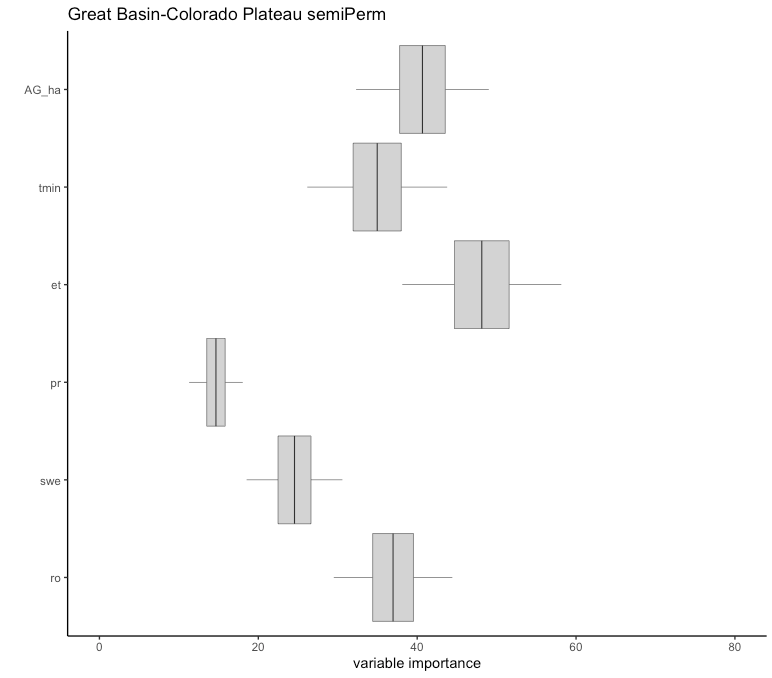 Great Basin-Colorado Plateau semiPerm
AG_ha
tmin
et
pr
swe
ro
0 20 40 60 80
variable importance